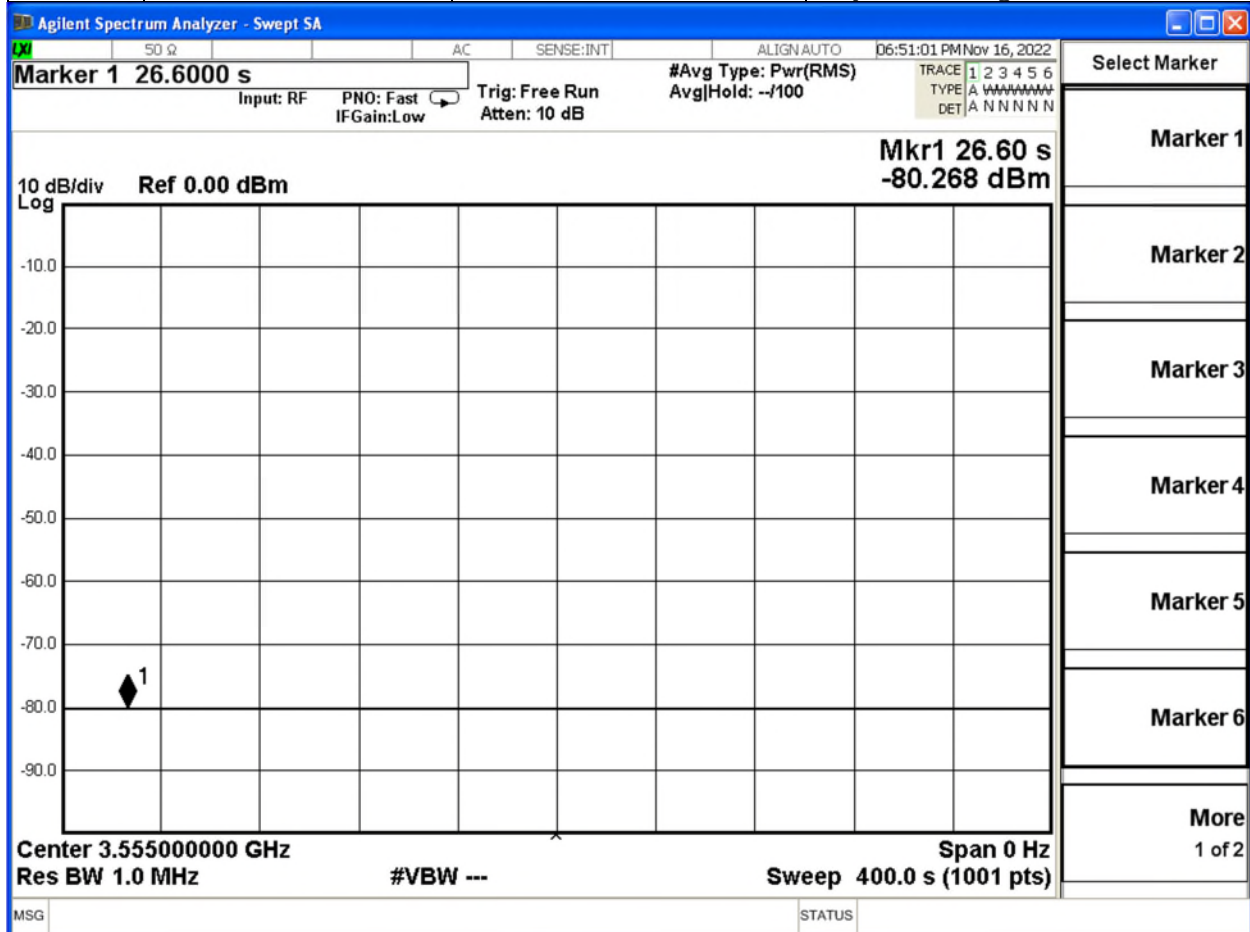 Agilent Spectrum Analyzer - Swept SA
LXI 50 Ω AC SENSE:INT ALIGN AUTO 06:51:01 PM Nov 16, 2022
Marker 1 26.6000 s
Input: RF PNO: Fast Trig: Free Run #Avg Type: Pwr(RMS) TRACE 1 2 3 4 5 6
IFGain:Low Atten: 10 dB Avg|Hold: --/100 TYPE A WWWWW
DET A N N N N N
Mkr1 26.60 s
10 dB/div Ref 0.00 dBm -80.268 dBm
Log
-10.0
-20.0
-30.0
-40.0
-50.0
-60.0
-70.0
1
-80.0
-90.0
Center 3.555000000 GHz Span 0 Hz
Res BW 1.0 MHz #VBW --- Sweep 400.0 s (1001 pts)
MSG STATUS
Select Marker
Marker 1
Marker 2
Marker 3
Marker 4
Marker 5
Marker 6
More
1 of 2